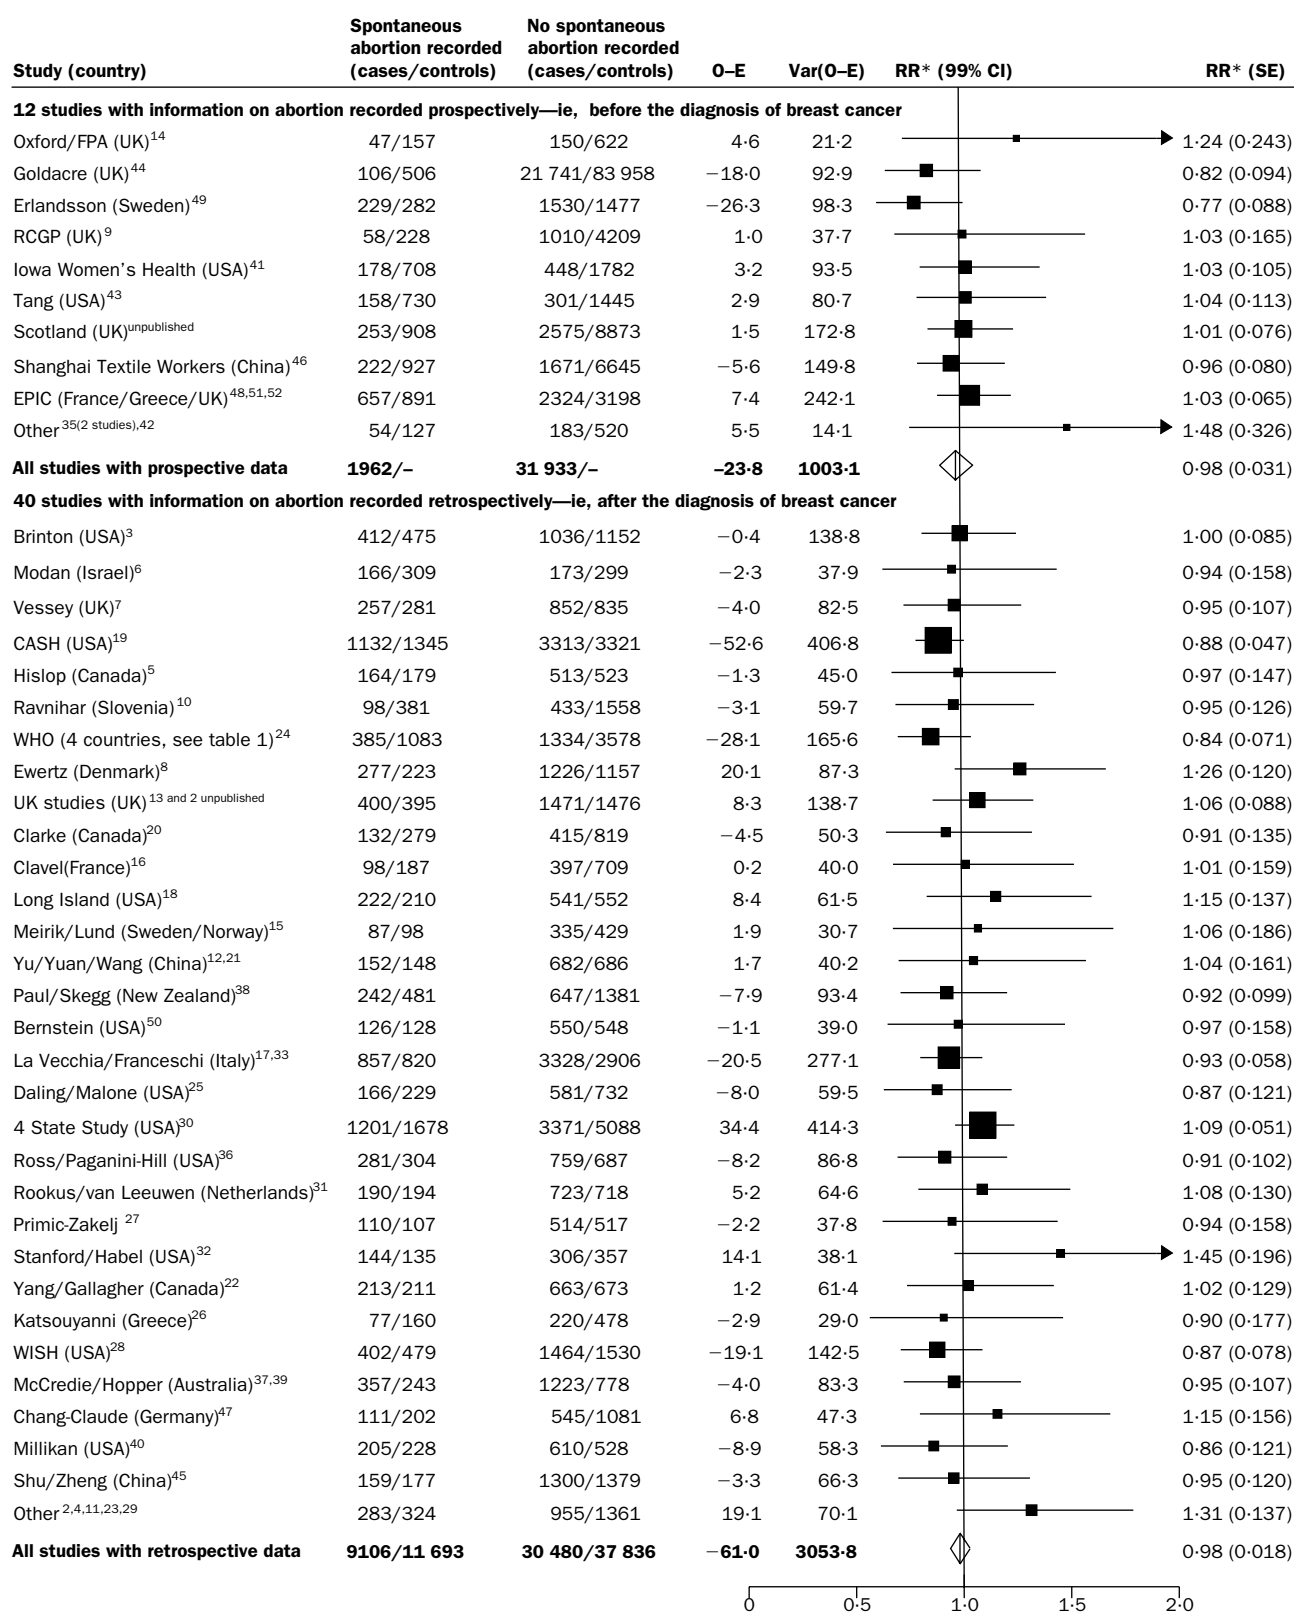 Spontaneous No spontaneous
abortion recorded abortion recorded
Study (country) (cases/controls) (cases/controls) O–E Var(O–E) RR* (99% CI) RR* (SE)
12 studies with information on abortion recorded prospectively—ie, before the diagnosis of breast cancer
Oxford/FPA (UK)14 47/157 150/622 4·6 21·2 1·24 (0·243)
Goldacre (UK)44 106/506 21 741/83 958 −18·0 92·9 0·82 (0·094)
Erlandsson (Sweden)49 229/282 1530/1477 −26·3 98·3 0·77 (0·088)
RCGP (UK)9 58/228 1010/4209 1·0 37·7 1·03 (0·165)
Iowa Women's Health (USA)41 178/708 448/1782 3·2 93·5 1·03 (0·105)
Tang (USA)43 158/730 301/1445 2·9 80·7 1·04 (0·113)
Scotland (UK)unpublished 253/908 2575/8873 1·5 172·8 1·01 (0·076)
Shanghai Textile Workers (China)46 222/927 1671/6645 −5·6 149·8 0·96 (0·080)
EPIC (France/Greece/UK)48,51,52 657/891 2324/3198 7·4 242·1 1·03 (0·065)
Other35(2 studies),42 54/127 183/520 5·5 14·1 1·48 (0·326)
All studies with prospective data 1962/– 31 933/– –23·8 1003·1 0·98 (0·031)
40 studies with information on abortion recorded retrospectively—ie, after the diagnosis of breast cancer
Brinton (USA)3 412/475 1036/1152 −0·4 138·8 1·00 (0·085)
Modan (Israel)6 166/309 173/299 −2·3 37·9 0·94 (0·158)
Vessey (UK)7 257/281 852/835 −4·0 82·5 0·95 (0·107)
CASH (USA)19 1132/1345 3313/3321 −52·6 406·8 0·88 (0·047)
Hislop (Canada)5 164/179 513/523 −1·3 45·0 0·97 (0·147)
Ravnihar (Slovenia)10 98/381 433/1558 −3·1 59·7 0·95 (0·126)
WHO (4 countries, see table 1)24 385/1083 1334/3578 −28·1 165·6 0·84 (0·071)
Ewertz (Denmark)8 277/223 1226/1157 20·1 87·3 1·26 (0·120)
UK studies (UK)13 and 2 unpublished 400/395 1471/1476 8·3 138·7 1·06 (0·088)
Clarke (Canada)20 132/279 415/819 −4·5 50·3 0·91 (0·135)
Clavel(France)16 98/187 397/709 0·2 40·0 1·01 (0·159)
Long Island (USA)18 222/210 541/552 8·4 61·5 1·15 (0·137)
Meirik/Lund (Sweden/Norway)15 87/98 335/429 1·9 30·7 1·06 (0·186)
Yu/Yuan/Wang (China)12,21 152/148 682/686 1·7 40·2 1·04 (0·161)
Paul/Skegg (New Zealand)38 242/481 647/1381 −7·9 93·4 0·92 (0·099)
Bernstein (USA)50 126/128 550/548 −1·1 39·0 0·97 (0·158)
La Vecchia/Franceschi (Italy)17,33 857/820 3328/2906 −20·5 277·1 0·93 (0·058)
Daling/Malone (USA)25 166/229 581/732 −8·0 59·5 0·87 (0·121)
4 State Study (USA)30 1201/1678 3371/5088 34·4 414·3 1·09 (0·051)
Ross/Paganini-Hill (USA)36 281/304 759/687 −8·2 86·8 0·91 (0·102)
Rookus/van Leeuwen (Netherlands)31 190/194 723/718 5·2 64·6 1·08 (0·130)
Primic-Zakelj 27 110/107 514/517 −2·2 37·8 0·94 (0·158)
Stanford/Habel (USA)32 144/135 306/357 14·1 38·1 1·45 (0·196)
Yang/Gallagher (Canada)22 213/211 663/673 1·2 61·4 1·02 (0·129)
Katsouyanni (Greece)26 77/160 220/478 −2·9 29·0 0·90 (0·177)
WISH (USA)28 402/479 1464/1530 −19·1 142·5 0·87 (0·078)
McCredie/Hopper (Australia)37,39 357/243 1223/778 −4·0 83·3 0·95 (0·107)
Chang-Claude (Germany)47 111/202 545/1081 6·8 47·3 1·15 (0·156)
Millikan (USA)40 205/228 610/528 −8·9 58·3 0·86 (0·121)
Shu/Zheng (China)45 159/177 1300/1379 −3·3 66·3 0·95 (0·120)
Other2,4,11,23,29 283/324 955/1361 19·1 70·1 1·31 (0·137)
All studies with retrospective data 9106/11 693 30 480/37 836 −61·0 3053·8 0·98 (0·018)
0 0·5 1·0 1·5 2·0